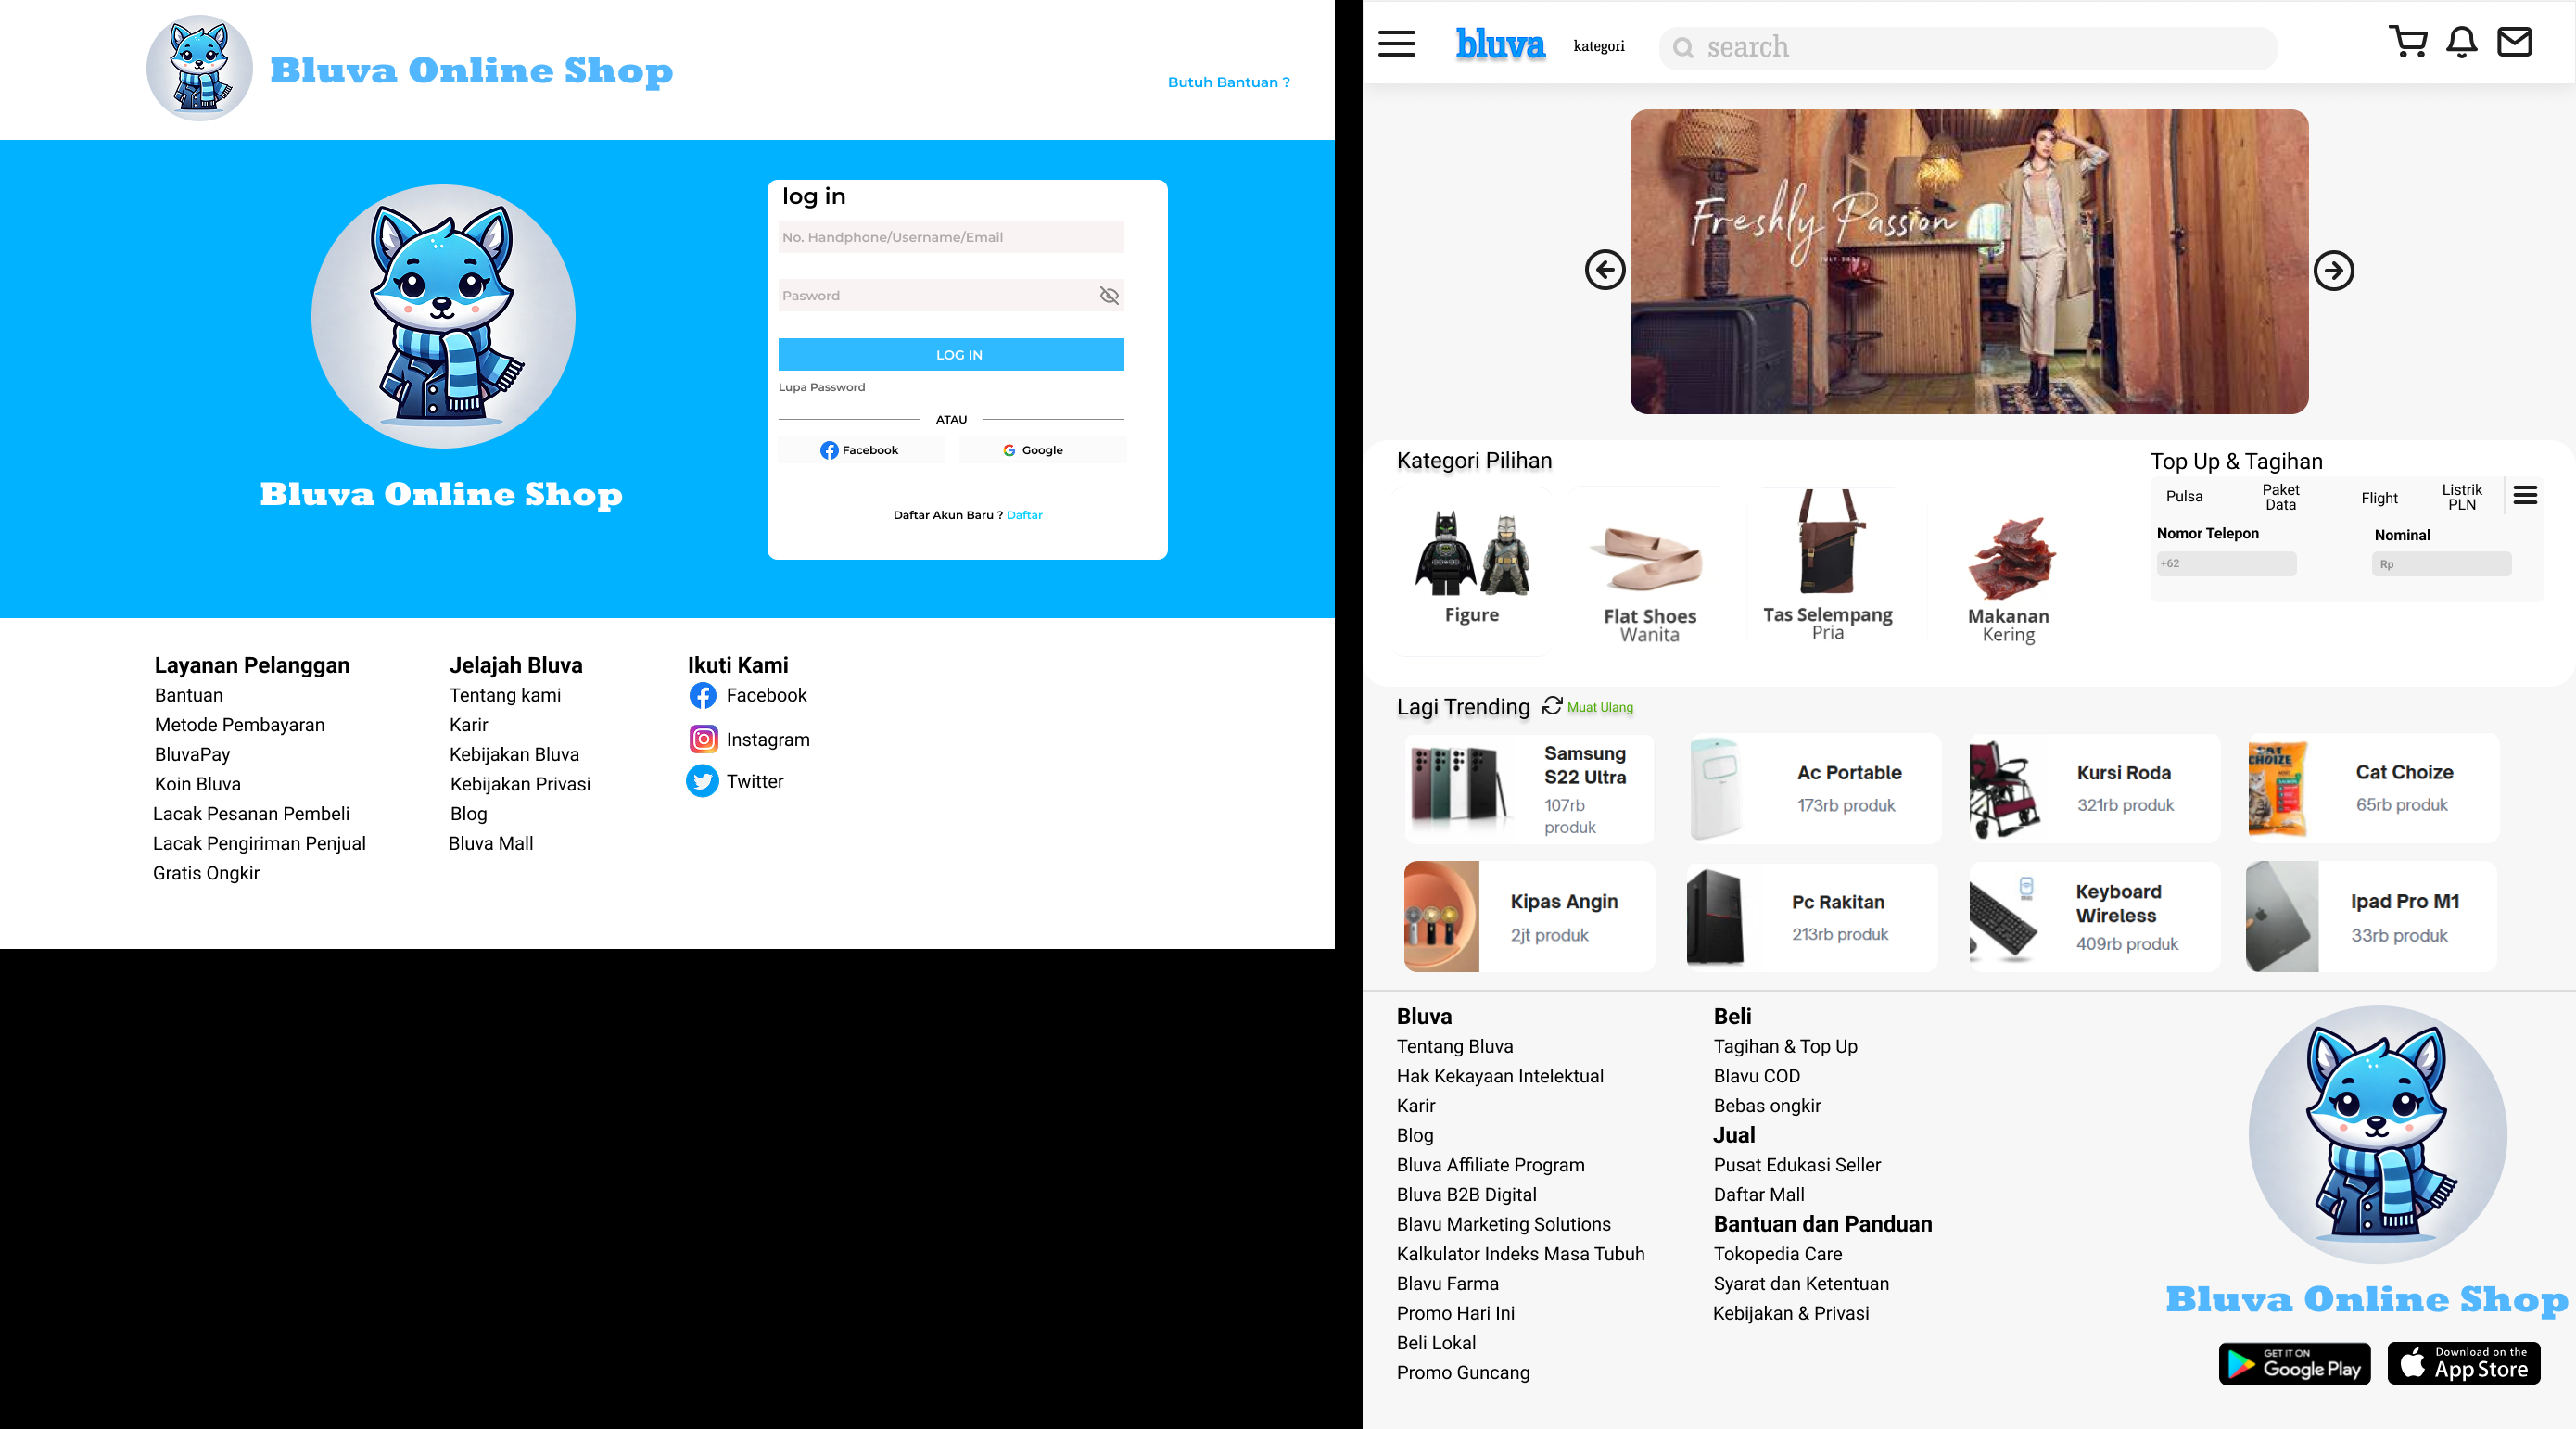 Bluva Online Shop
Butuh Bantuan ?
Bluva Online Shop
log in
No. Handphone/Username/Email
Pasword
LOG IN
Lupa Password
ATAU
Facebook
Google
Daftar Akun Baru ? Daftar
Layanan Pelanggan
Bantuan
Metode Pembayaran
BluvaPay
Koin Bluva
Lacak Pesanan Pembeli
Lacak Pengiriman Penjual
Gratis Ongkir
Jelajah Bluva
Tentang kami
Karir
Kebijakan Bluva
Kebijakan Privasi
Blog
Bluva Mall
Ikuti Kami
Facebook
Instagram
Twitter
bluva
kategori
search
Freshly Passion
Kategori Pilihan
Figure
Flat Shoes
Wanita
Tas Selempang
Pria
Makanan
Kering
Top Up & Tagihan
Pulsa
Paket
Data
Flight
Listrik
PLN
Nomor Telepon
+62
Nominal
Rp
Lagi Trending
Muat Ulang
Samsung
S22 Ultra
107rb
produk
Ac Portable
173rb produk
Kursi Roda
321rb produk
CAT
CHOIZE
Cat Choize
65rb produk
Kipas Angin
2jt produk
Pc Rakitan
213rb produk
Keyboard
Wireless
409rb produk
Ipad Pro M1
33rb produk
Bluva
Tentang Bluva
Hak Kekayaan Intelektual
Karir
Blog
Bluva Affiliate Program
Bluva B2B Digital
Blavu Marketing Solutions
Kalkulator Indeks Masa Tubuh
Blavu Farma
Promo Hari Ini
Beli Lokal
Promo Guncang
Beli
Tagihan & Top Up
Blavu COD
Bebas ongkir
Jual
Pusat Edukasi Seller
Daftar Mall
Bantuan dan Panduan
Tokopedia Care
Syarat dan Ketentuan
Kebijakan & Privasi
Bluva Online Shop
GET IT ON
Google Play
Download on the
App Store